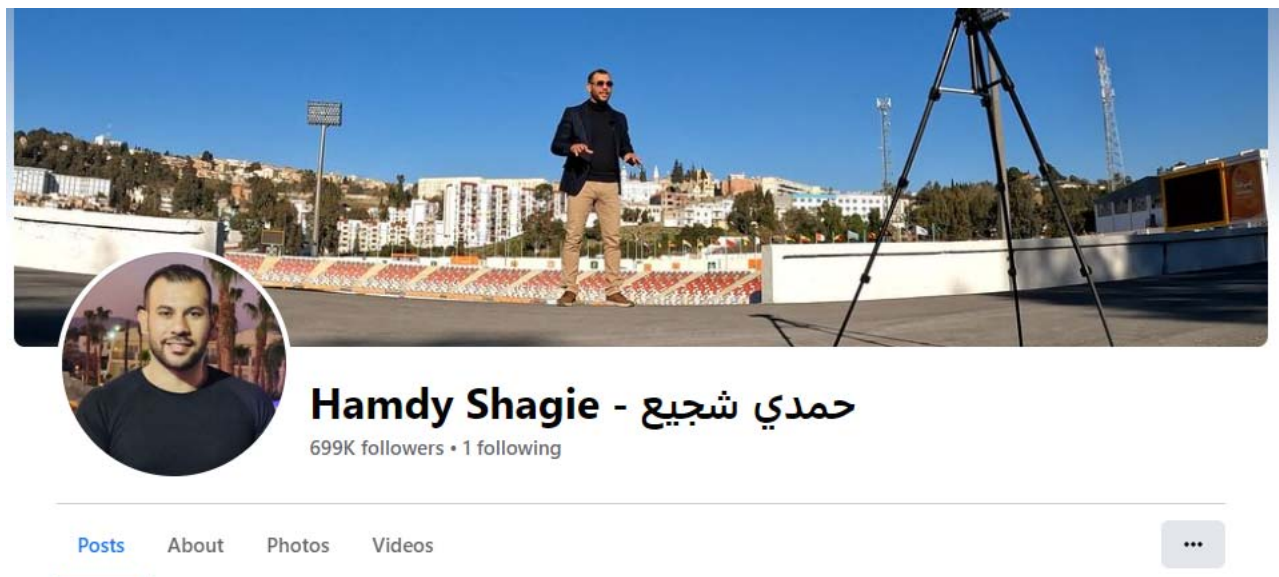 Hamdy Shagie - حمدي شجيع
699K followers • 1 following
Posts About Photos Videos